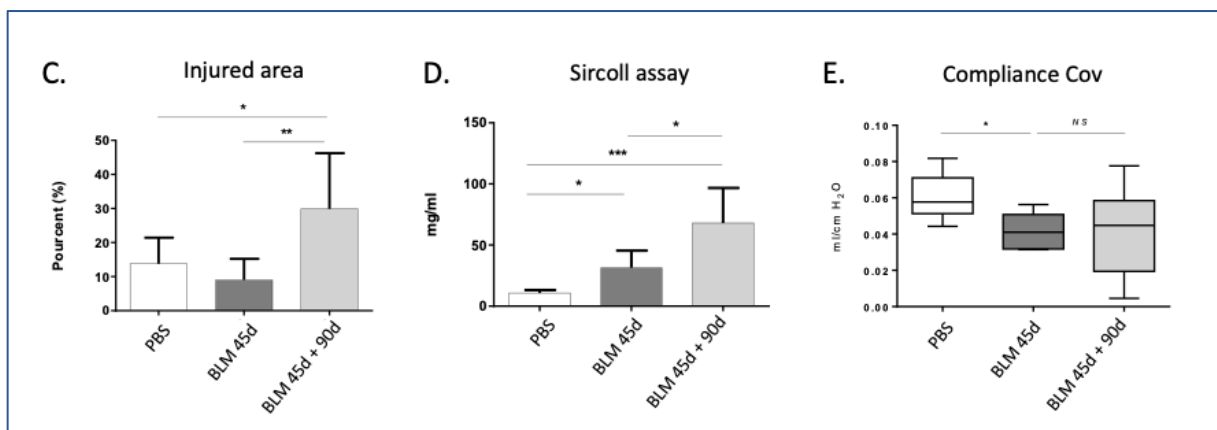 C. Injured area
D. Sircoll assay
E. Compliance Cov
*
**
Pourcent (%)
50
40
30
20
10
0
PBS
BLM 45d
BLM 45d + 90d
*
***
*
mg/ml
150
100
50
0
PBS
BLM 45d
BLM 45d + 90d
*
NS
ml/cm H₂O
0.10
0.08
0.06
0.04
0.02
0.00
PBS
BLM 45d
BLM 45d + 90d